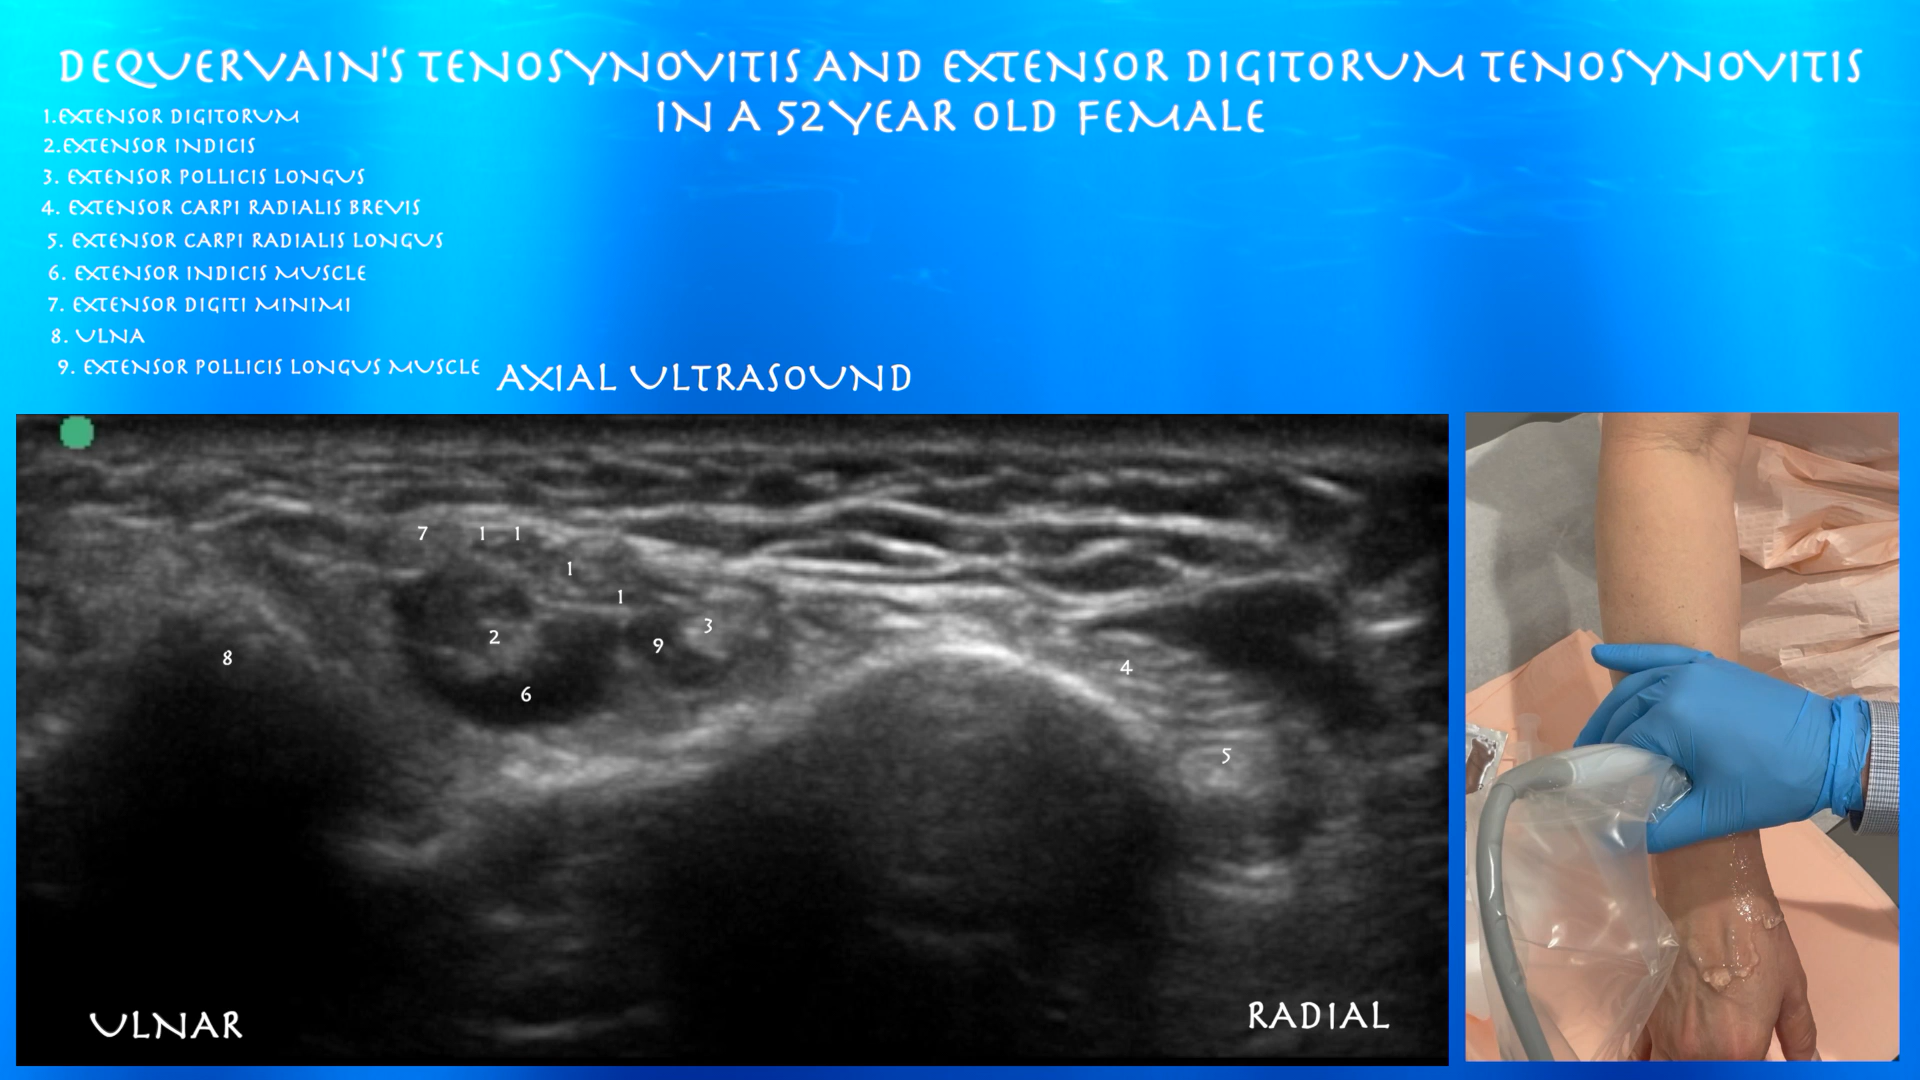 DEQUERVAIN'S TENOSYNOVITIS AND EXTENSOR DIGITORUM TENOSYNOVITIS
IN A 52 YEAR OLD FEMALE
1.EXTENSOR DIGITORUM
2.EXTENSOR INDICIS
3. EXTENSOR POLLICIS LONGUS
4. EXTENSOR CARPI RADIALIS BREVIS
5. EXTENSOR CARPI RADIALIS LONGUS
6. EXTENSOR INDICIS MUSCLE
7. EXTENSOR DIGITI MINIMI
8. ULNA
9. EXTENSOR POLLICIS LONGUS MUSCLE
AXIAL ULTRASOUND
7 1 1
1
1
3
2
9
8
4
6
5
ULNAR
RADIAL